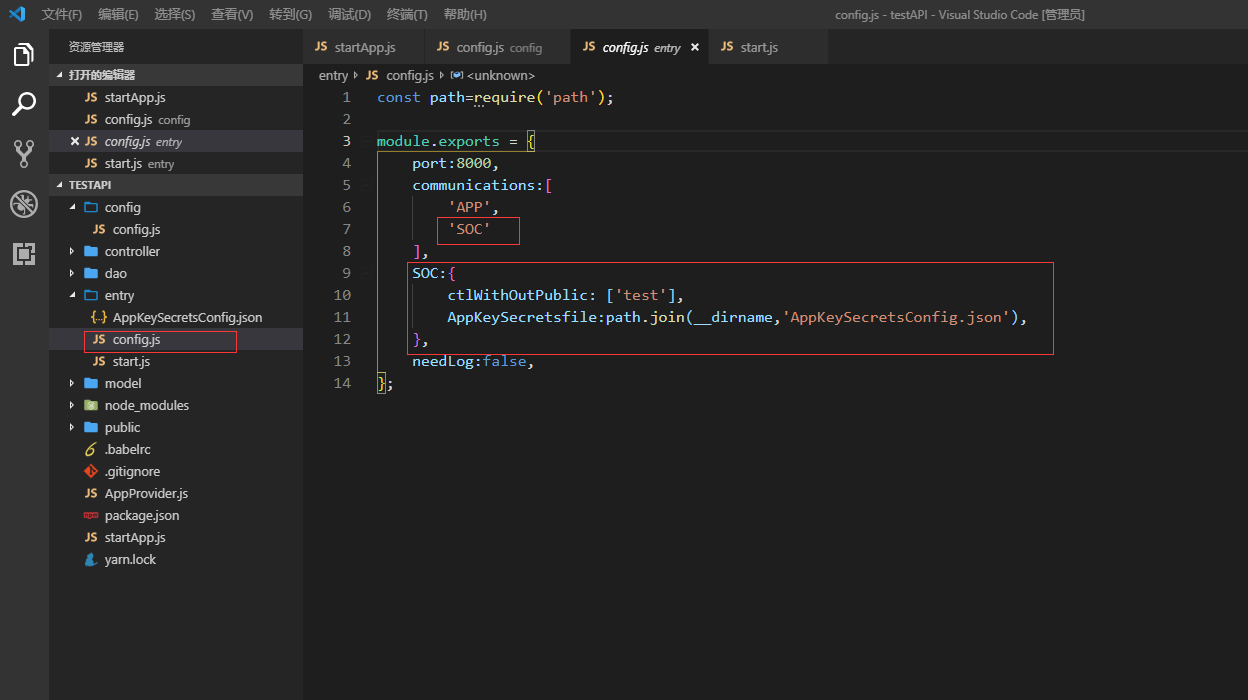 文件(F) 编辑(E) 选择(S) 查看(V) 转到(G) 调试(D) 终端(T) 帮助(H) config.js - testAPI - Visual Studio Code [管理员]
资源管理器
打开的编辑器
JS startApp.js
JS config.js config
JS config.js entry
JS start.js entry
TESTAPI
config
JS config.js
controller
dao
entry
{..} AppKeySecretsConfig.json
JS config.js
JS start.js
model
node_modules
public
.babelrc
.gitignore
JS AppProvider.js
package.json
JS startApp.js
yarn.lock
JS startApp.js JS config.js config JS config.js entry JS start.js
entry JS config.js <unknown>
1 const path=require('path');
2
3 module.exports = {
4 port:8000,
5 communications:[
6 'APP',
7 'SOC'
8 ],
9 SOC:{
10 ctlWithOutPublic: ['test'],
11 AppKeySecretsfile:path.join(__dirname,'AppKeySecretsConfig.json'),
12 },
13 needLog:false,
14 };